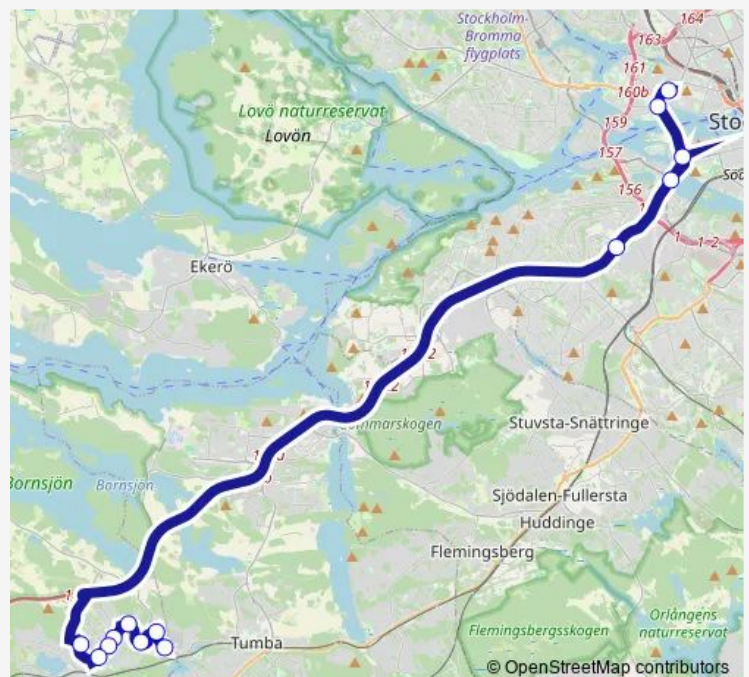 Stockholm-
Bromma
flygplats
164
163
161
160b
Lovö naturreservat
Lovön
159
Sto
157
156
Ekerö
Stuvsta-Snättringe
Bornsjön
Bornsjön
Sjödalen-Fullersta
Huddinge
Flemingsberg
Flemingsbergsskogen
Orlångens
naturreservat
Tumba
© OpenStreetMap contributors